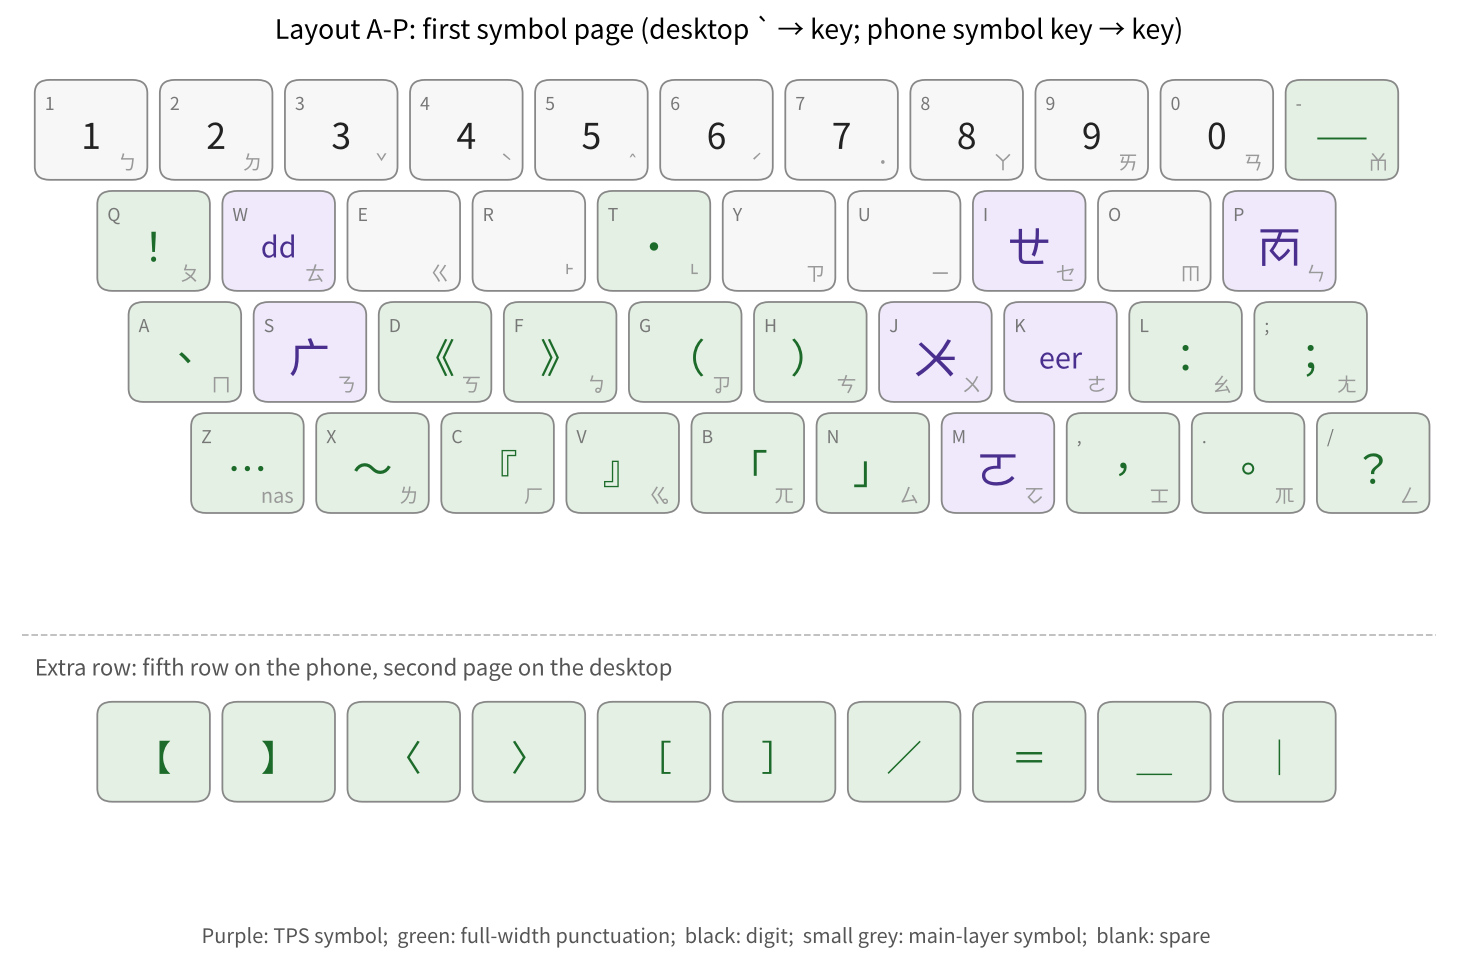 Layout A-P: first symbol page (desktop ` → key; phone symbol key → key)
1 1 ㄅ 2 2 ㄉ 3 3 ˇ 4 4 ˋ 5 5 ˆ 6 6 ˊ 7 7 ˙ 8 8 ㄚ 9 9 ㄞ 0 0 ㄢ - —
Q ! ㄆ W dd ㄊ E ㄍ R ㆷ T • ㆶ Y ㄗ U ㄧ I せ ㄝ O ㆬ P ㄣ
A 、 ㄇ S 广 ㄋ D 《 ㄎ F 》 ㆠ G （ ㆡ H ） ㄘ J ㄨ K eer ㄜ L ： ㄠ ; ； ㄤ
Z … nas X ～ ㄌ C 『 ㄏ V 』 ㆣ B 「 ㄫ N 」 ㄙ M ㄛ , ， ㆲ . 。 / ？ ㄥ
Extra row: fifth row on the phone, second page on the desktop
【 】 〈 〉 ［ ］ ／ ＝ ＿ ｜
Purple: TPS symbol; green: full-width punctuation; black: digit; small grey: main-layer symbol; blank: spare